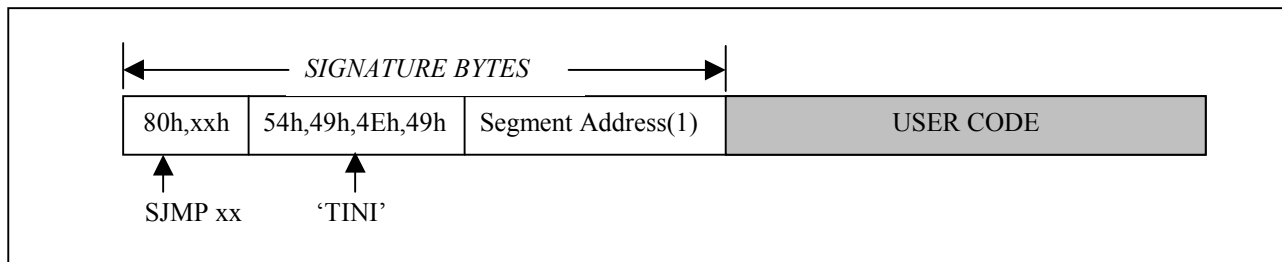 SIGNATURE BYTES
80h,xxh 54h,49h,4Eh,49h Segment Address(1) USER CODE
SJMP xx ‘TINI’